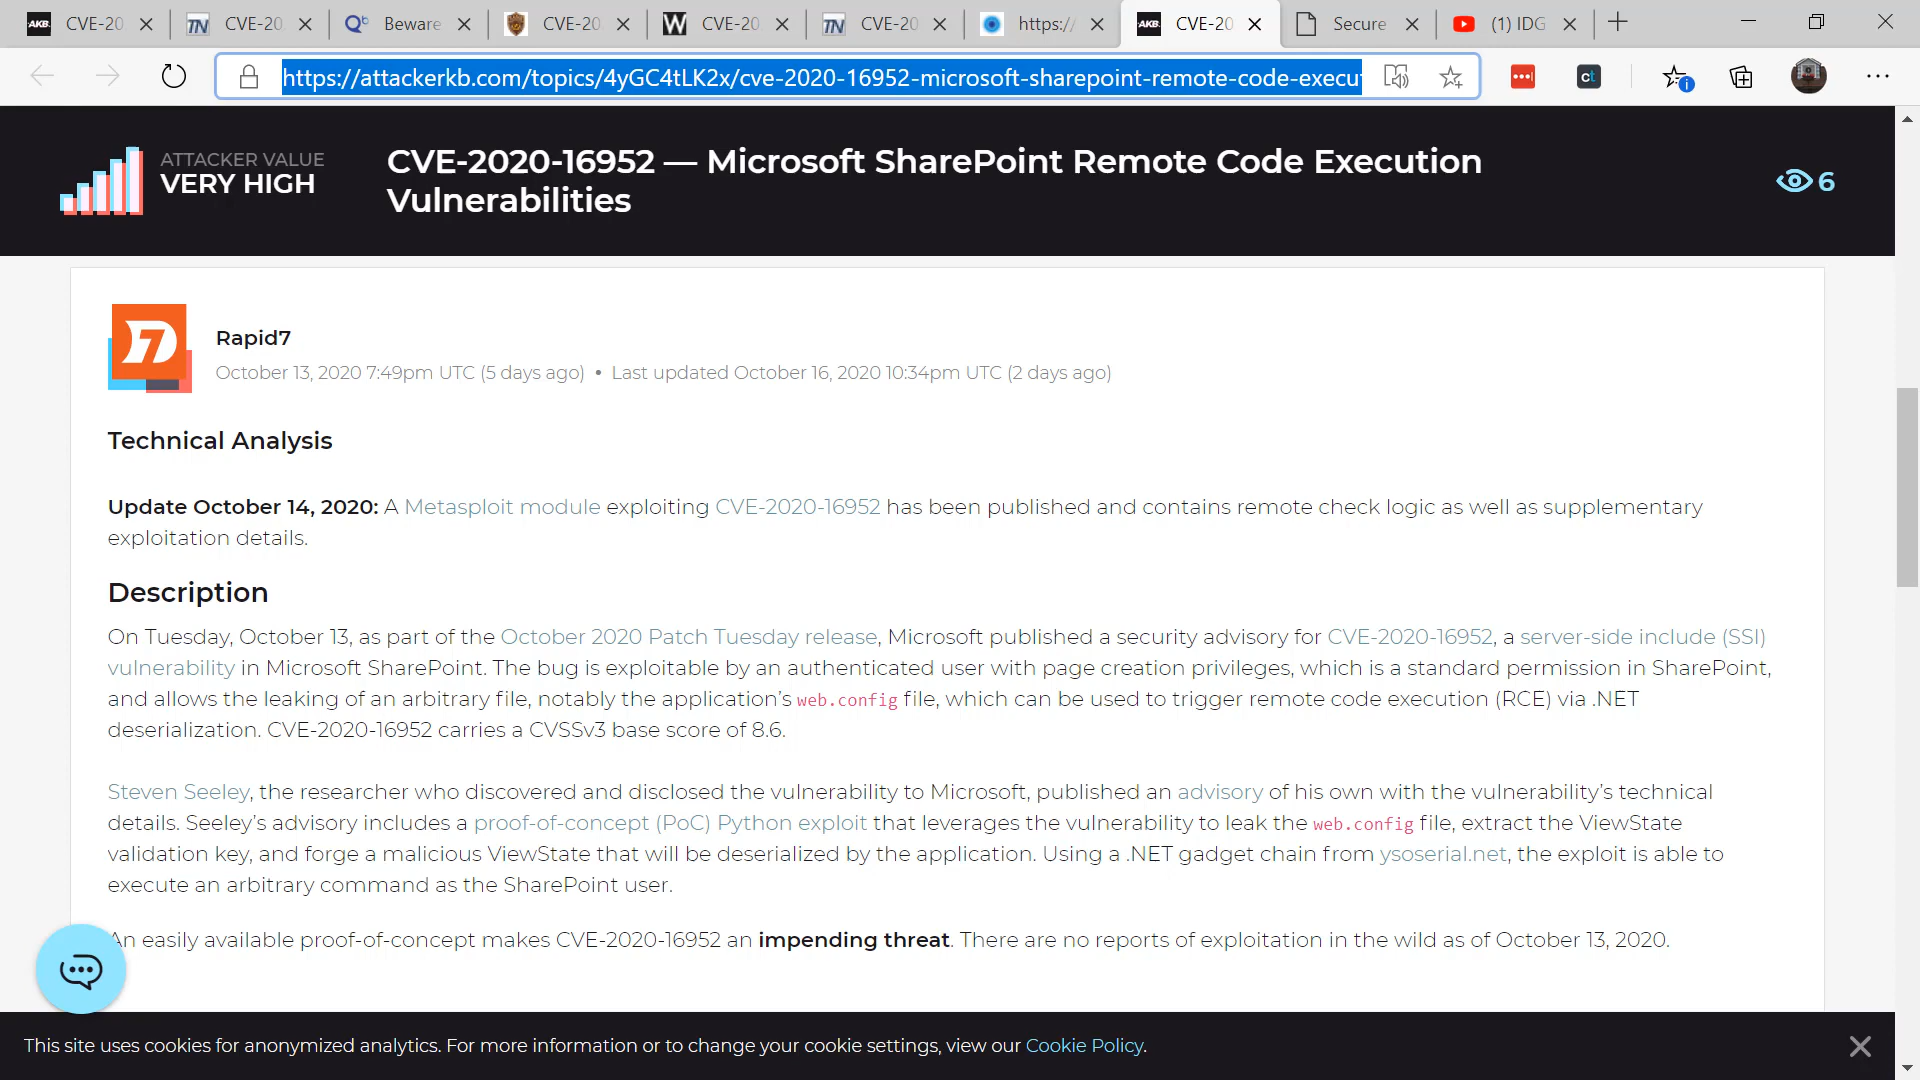 AKB CVE-20 TN CVE-20 Beware CVE-20 W CVE-20 TN CVE-20 https:/ AKB CVE-20 Secure (1) IDG
https://attackerkb.com/topics/4yGC4tLK2x/cve-2020-16952-microsoft-sharepoint-remote-code-execu ct
ATTACKER VALUE
VERY HIGH
CVE-2020-16952 — Microsoft SharePoint Remote Code Execution
Vulnerabilities
6
Rapid7
October 13, 2020 7:49pm UTC (5 days ago) • Last updated October 16, 2020 10:34pm UTC (2 days ago)
Technical Analysis
Update October 14, 2020: A Metasploit module exploiting CVE-2020-16952 has been published and contains remote check logic as well as supplementary
exploitation details.
Description
On Tuesday, October 13, as part of the October 2020 Patch Tuesday release, Microsoft published a security advisory for CVE-2020-16952, a server-side include (SSI)
vulnerability in Microsoft SharePoint. The bug is exploitable by an authenticated user with page creation privileges, which is a standard permission in SharePoint,
and allows the leaking of an arbitrary file, notably the application's web.config file, which can be used to trigger remote code execution (RCE) via .NET
deserialization. CVE-2020-16952 carries a CVSSv3 base score of 8.6.
Steven Seeley, the researcher who discovered and disclosed the vulnerability to Microsoft, published an advisory of his own with the vulnerability's technical
details. Seeley's advisory includes a proof-of-concept (PoC) Python exploit that leverages the vulnerability to leak the web.config file, extract the ViewState
validation key, and forge a malicious ViewState that will be deserialized by the application. Using a .NET gadget chain from ysoserial.net, the exploit is able to
execute an arbitrary command as the SharePoint user.
An easily available proof-of-concept makes CVE-2020-16952 an impending threat. There are no reports of exploitation in the wild as of October 13, 2020.
This site uses cookies for anonymized analytics. For more information or to change your cookie settings, view our Cookie Policy.